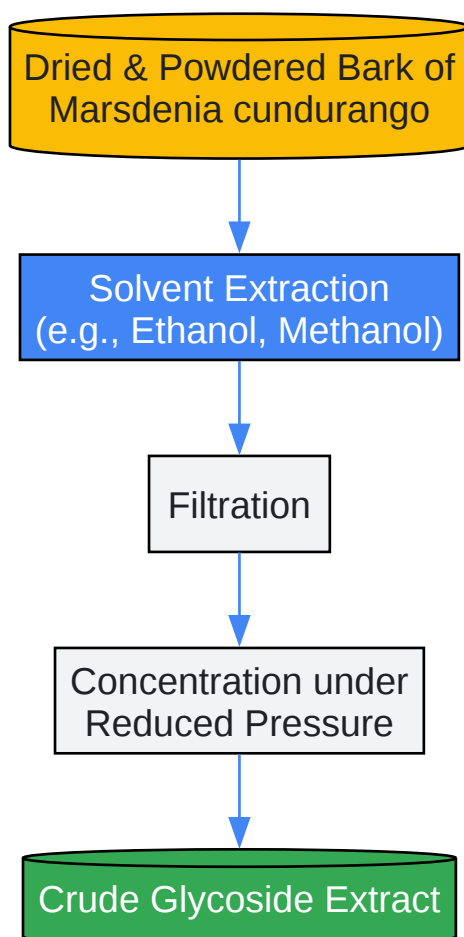 Dried & Powdered Bark of
Marsdenia cundurango
Solvent Extraction
(e.g., Ethanol, Methanol)
Filtration
Concentration under
Reduced Pressure
Crude Glycoside Extract